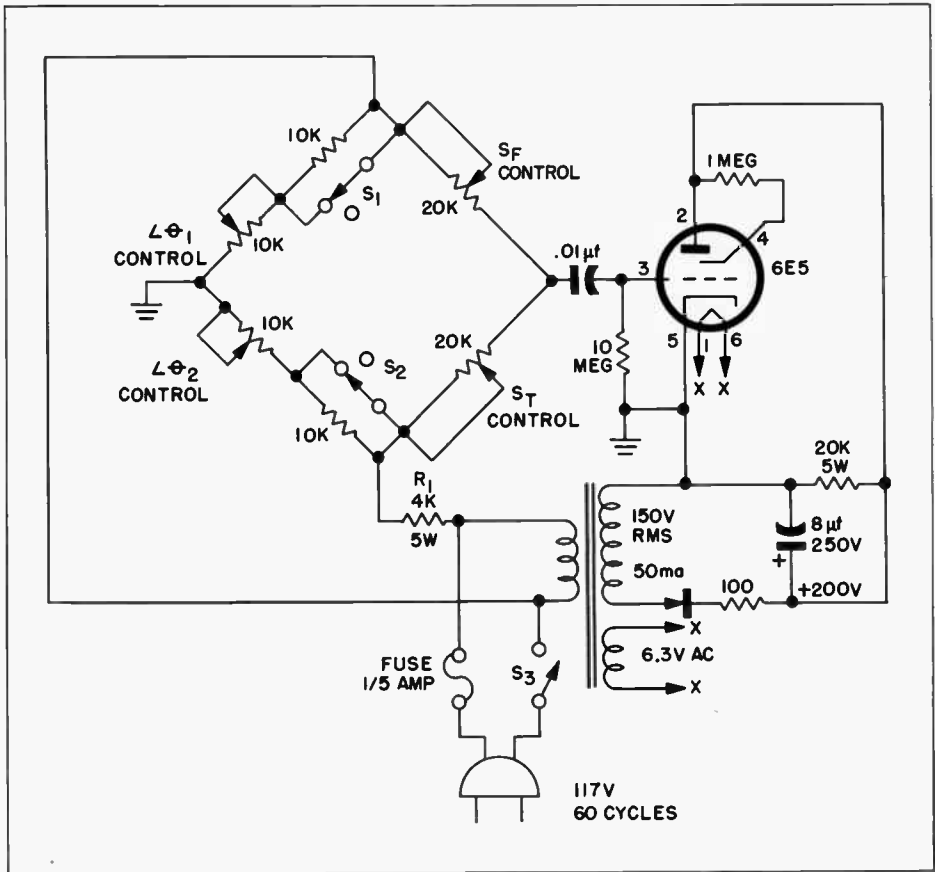 10K
S1
SF
CONTROL
20K
1 MEG
2
4
6E5
.01µf
3
5
1
6
X
X
10
MEG
∠Θ1
CONTROL
10K
∠Θ2
CONTROL
10K
S2
20K
ST
CONTROL
10K
R1
4K
5W
150V
RMS
50ma
20K
5W
8µf
250V
+
100
+200V
X
6.3V AC
X
FUSE
1/5 AMP
S3
117V
60 CYCLES